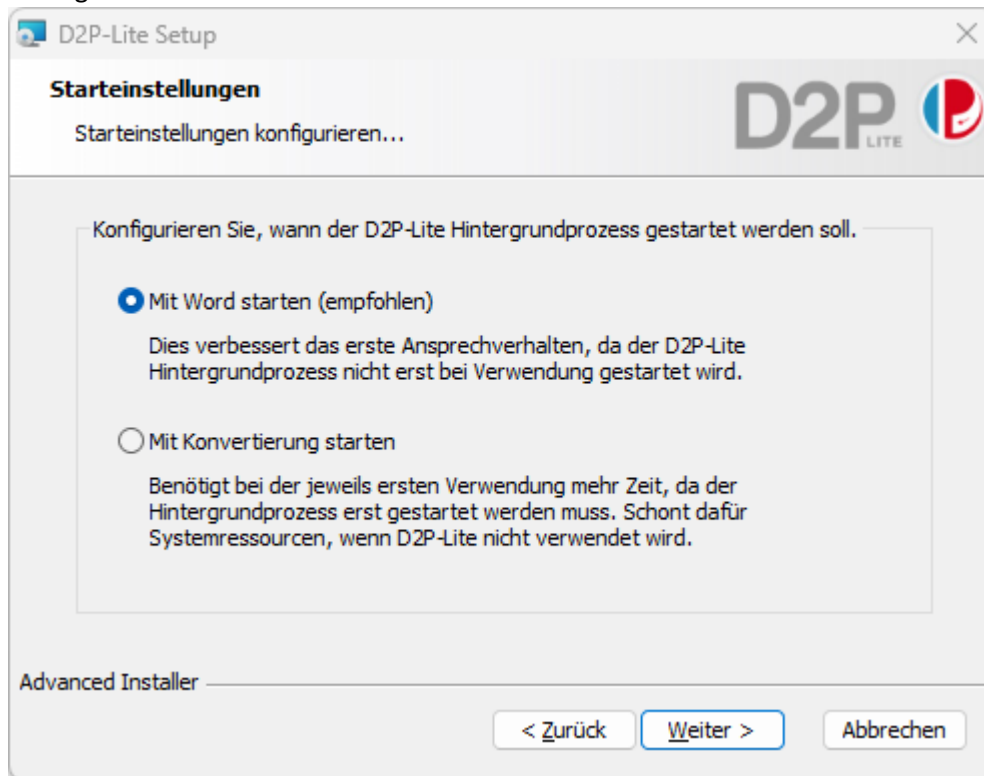 D2P-Lite Setup
Starteinstellungen
Starteinstellungen konfigurieren...
D2P
LITE
Konfigurieren Sie, wann der D2P-Lite Hintergrundprozess gestartet werden soll.
Mit Word starten (empfohlen)
Dies verbessert das erste Ansprechverhalten, da der D2P-Lite
Hintergrundprozess nicht erst bei Verwendung gestartet wird.
Mit Konvertierung starten
Benötigt bei der jeweils ersten Verwendung mehr Zeit, da der
Hintergrundprozess erst gestartet werden muss. Schont dafür
Systemressourcen, wenn D2P-Lite nicht verwendet wird.
Advanced Installer
< Zurück
Weiter >
Abbrechen